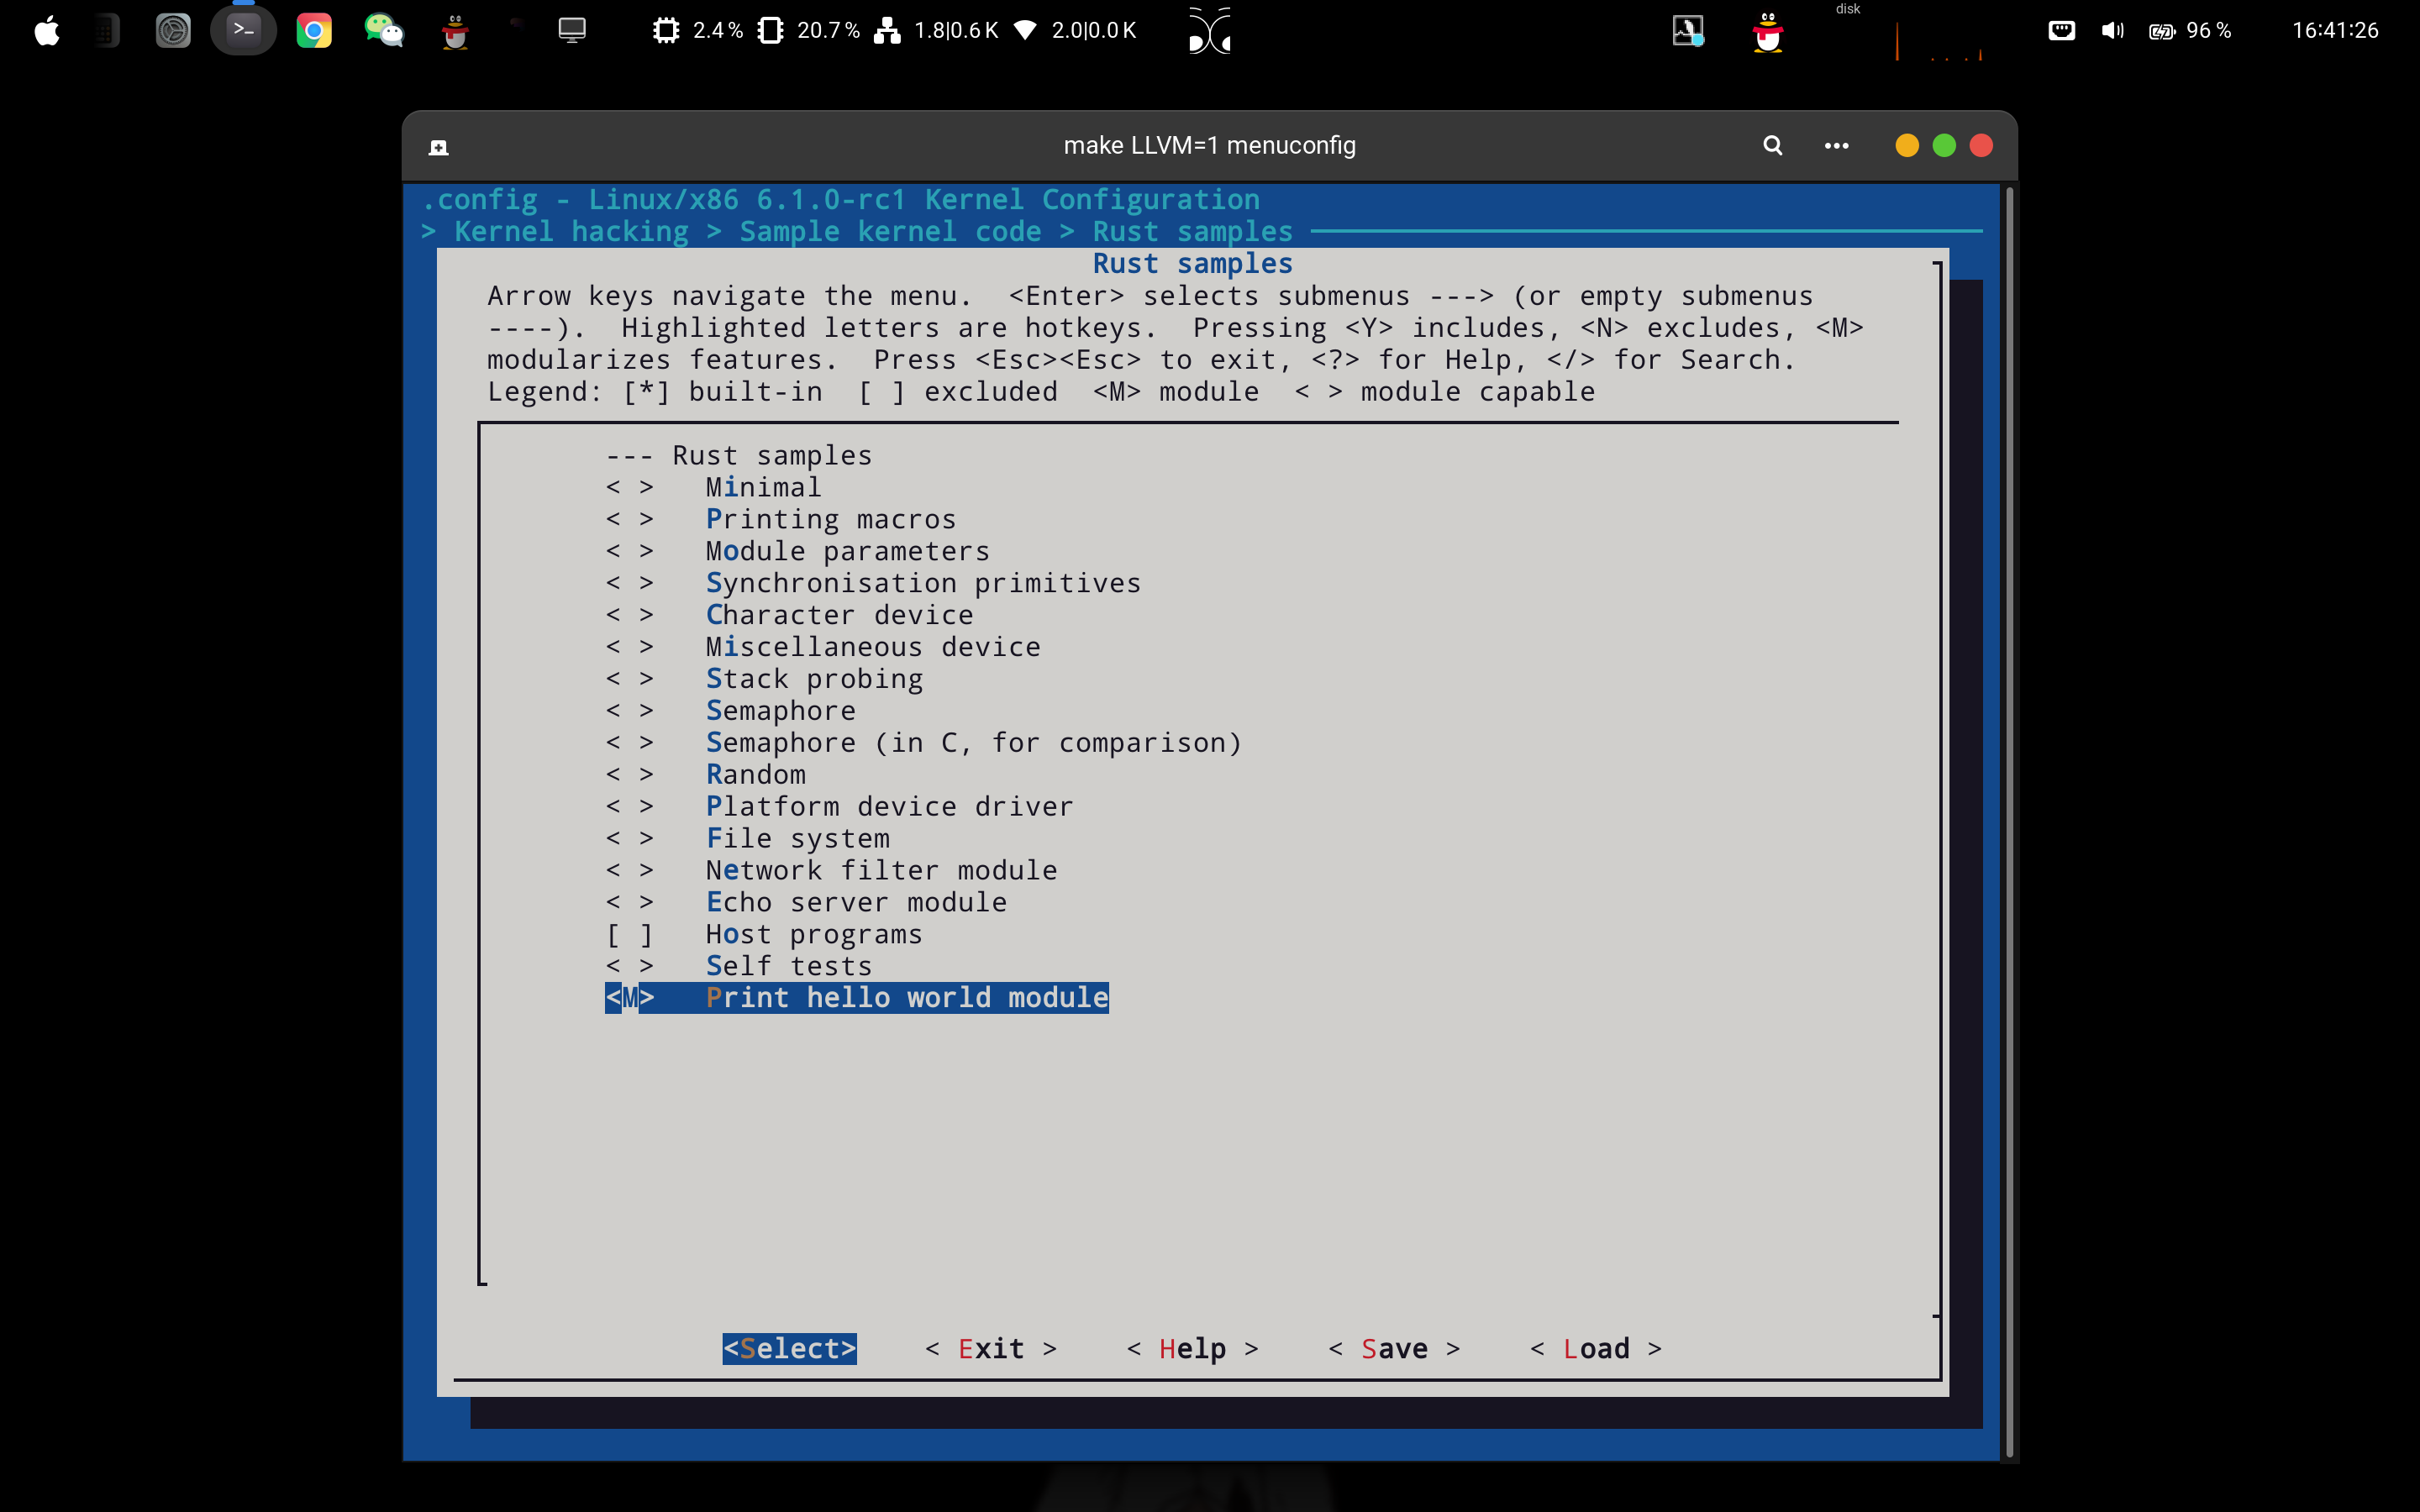 disk
2.4 % 20.7 % 1.8|0.6 K 2.0|0.0 K 96 % 16:41:26
make LLVM=1 menuconfig
.config - Linux/x86 6.1.0-rc1 Kernel Configuration
> Kernel hacking > Sample kernel code > Rust samples
Rust samples
Arrow keys navigate the menu.  <Enter> selects submenus ---> (or empty submenus
----).  Highlighted letters are hotkeys.  Pressing <Y> includes, <N> excludes, <M>
modularizes features.  Press <Esc><Esc> to exit, <?> for Help, </> for Search.
Legend: [*] built-in  [ ] excluded  <M> module  < > module capable
--- Rust samples
< >   Minimal
< >   Printing macros
< >   Module parameters
< >   Synchronisation primitives
< >   Character device
< >   Miscellaneous device
< >   Stack probing
< >   Semaphore
< >   Semaphore (in C, for comparison)
< >   Random
< >   Platform device driver
< >   File system
< >   Network filter module
< >   Echo server module
[ ]   Host programs
< >   Self tests
<M>   Print hello world module
<Select>    < Exit >    < Help >    < Save >    < Load >